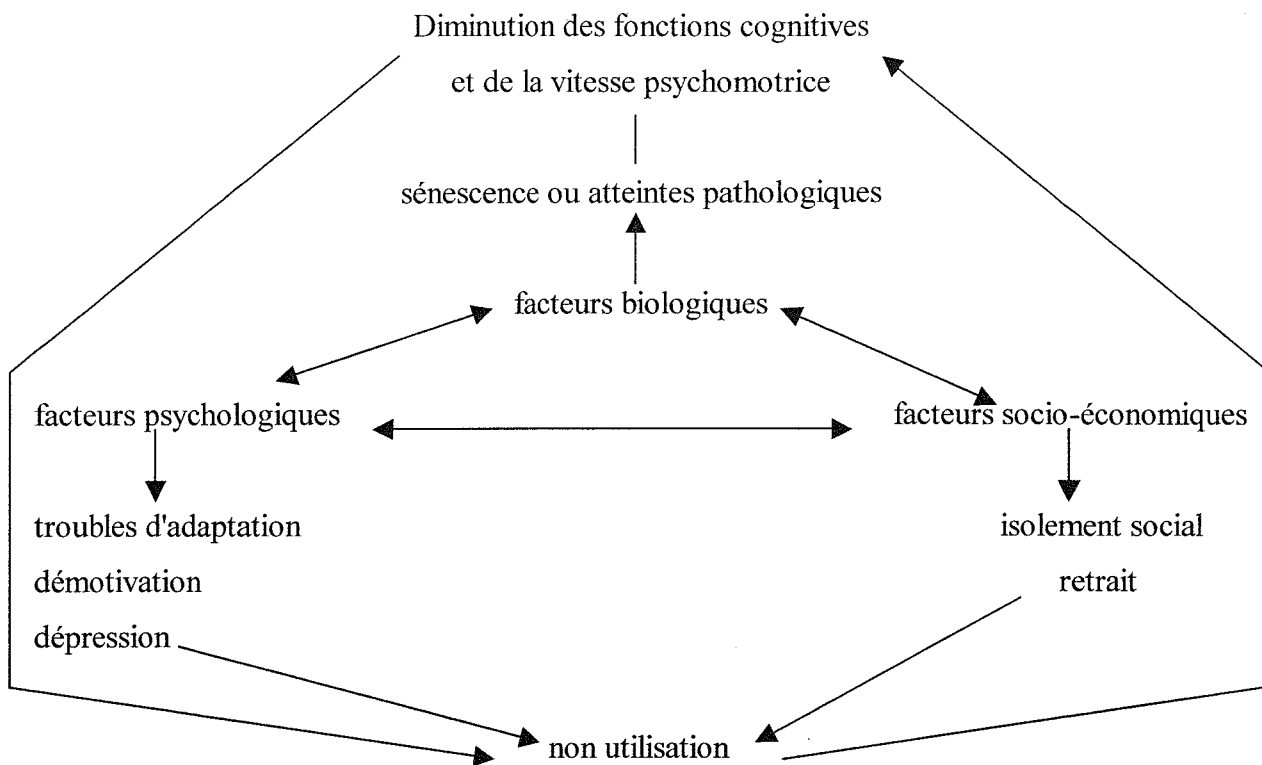 Diminution des fonctions cognitives
et de la vitesse psychomotrice
sénescence ou atteintes pathologiques
facteurs biologiques
facteurs psychologiques
facteurs socio-économiques
troubles d'adaptation
démotivation
dépression
isolement social
retrait
non utilisation